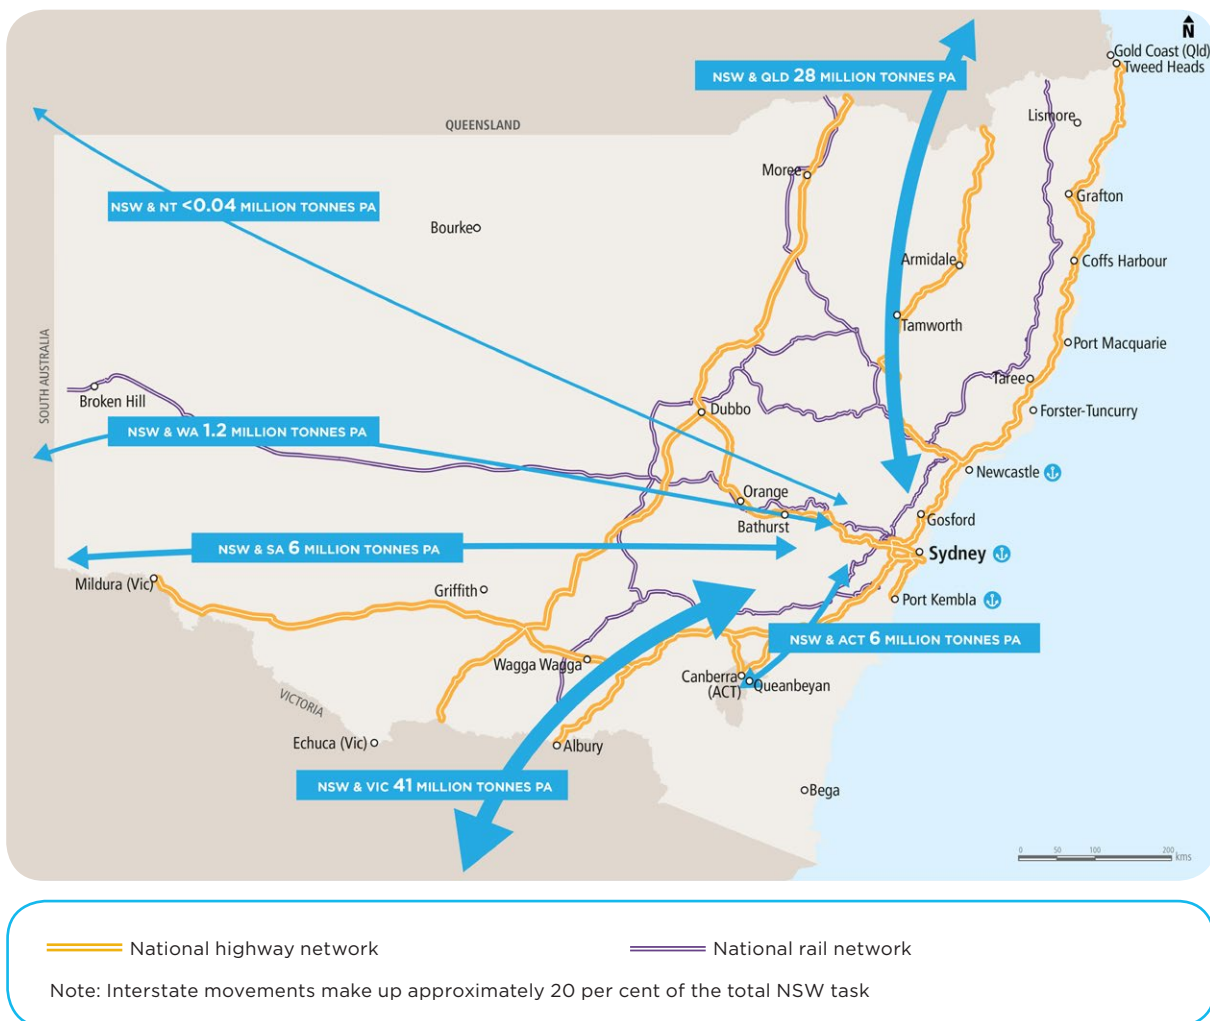 N
Gold Coast (Qld)
Tweed Heads
NSW & QLD 28 MILLION TONNES PA
Lismore
QUEENSLAND
Moree
NSW & NT <0.04 MILLION TONNES PA
Grafton
Bourke
Armidale
Coffs Harbour
Tamworth
SOUTH AUSTRALIA
Port Macquarie
Taree
Broken Hill
Dubbo
Forster-Tuncurry
NSW & WA 1.2 MILLION TONNES PA
Newcastle
Orange
Bathurst
Gosford
NSW & SA 6 MILLION TONNES PA
Sydney
Mildura (Vic)
Griffith
Port Kembla
NSW & ACT 6 MILLION TONNES PA
Wagga Wagga
Canberra
(ACT)
Queanbeyan
VICTORIA
Echuca (Vic)
Albury
NSW & VIC 41 MILLION TONNES PA
Bega
0 50 100 200
kms
National highway network
National rail network
Note: Interstate movements make up approximately 20 per cent of the total NSW task